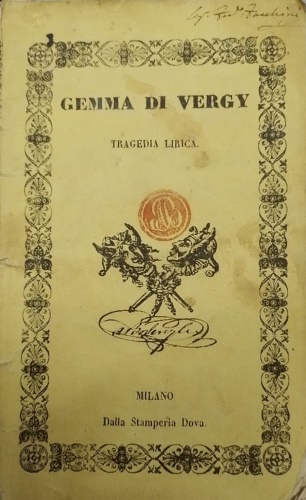 GEMMA DI VERGY
TRAGEDIA LIRICA.
MILANO
Dalla Stamperia Dova.